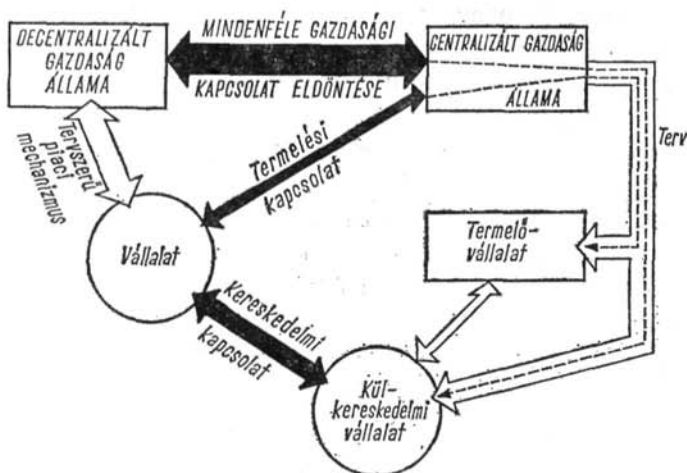 DECENTRALIZÁLT
GAZDASÁG
ÁLLAMA
MINDENFÉLE GAZDASÁGI
KAPCSOLAT ELDÖNTÉSE
CENTRALIZÁLT GAZDASÁG
ÁLLAMA
Terv
Tervszerű
piaci
mechanizmus
Termelési
kapcsolat
Vállalat
Termelő-
vállalat
Kereskedelmi
kapcsolat
Kül-
kereskedelmi
vállalat